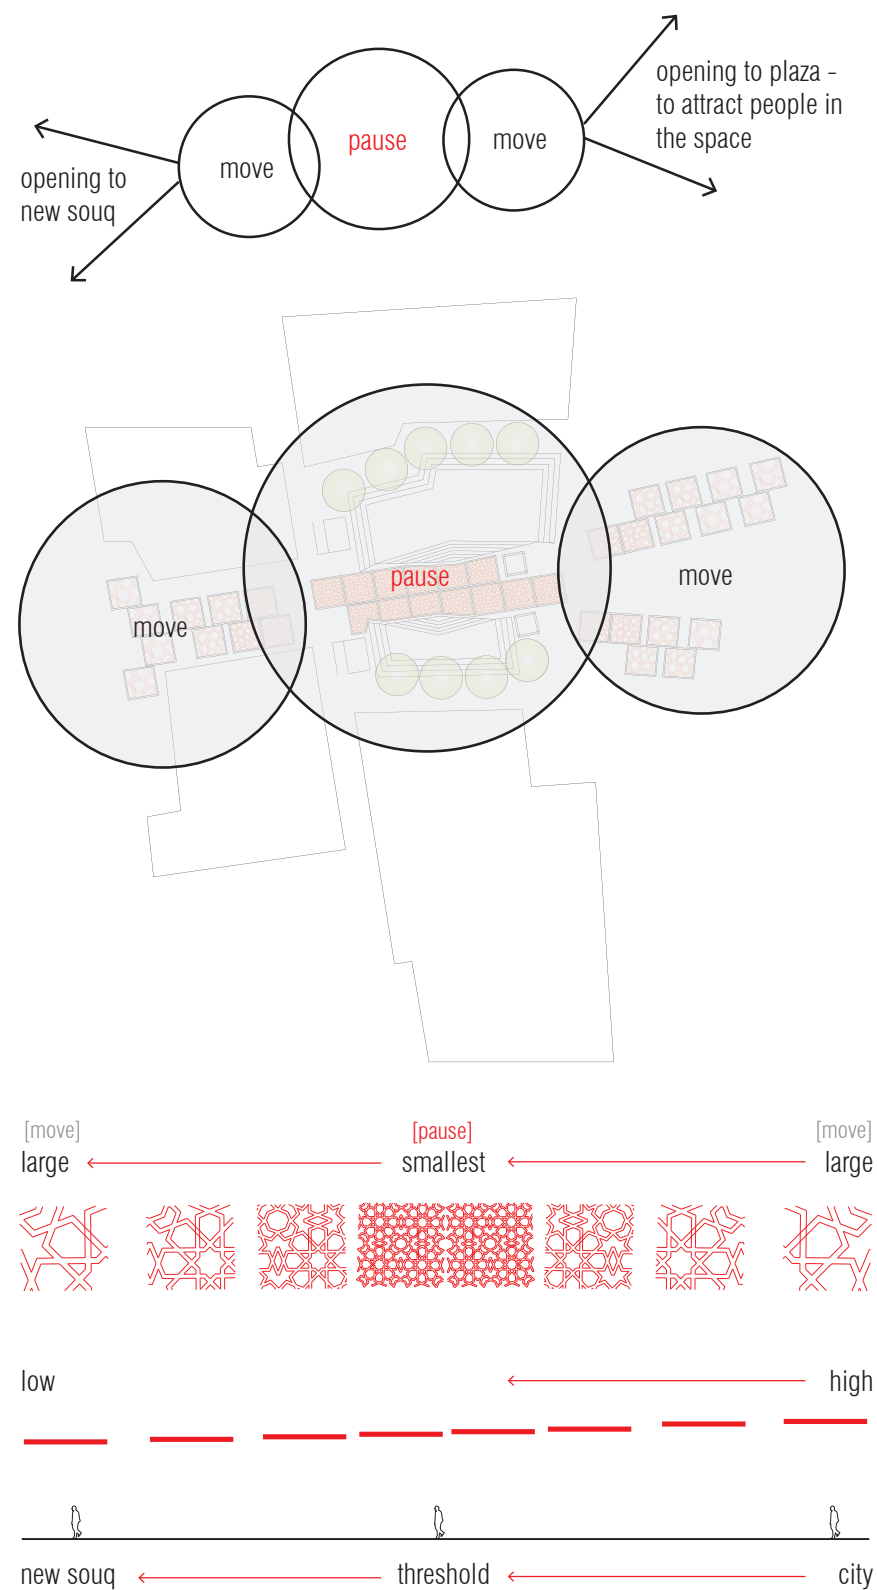 opening to plaza -
to attract people in
the space
move
pause
move
opening to
new souq
pause
move
move
[move]
[pause]
[move]
large
smallest
large
low
high
new souq
threshold
city